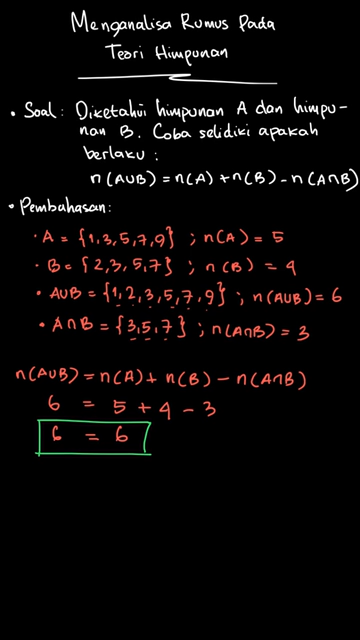 Menganalisa Rumus Pada
Teori Himpunan
• Soal: Diketahui himpunan A dan himpu-
nan B. Coba selidiki apakah
berlaku:
n(A∪B) = n(A) + n(B) - n(A∩B)
• Pembahasan:
• A = {1,3,5,7,9} ; n(A) = 5
• B = {2,3,5,7} ; n(B) = 4
• A∪B = {1,2,3,5,7,9} ; n(A∪B) = 6
• A∩B = {3,5,7} ; n(A∩B) = 3
n(A∪B) = n(A) + n(B) - n(A∩B)
6 = 5 + 4 - 3
6 = 6